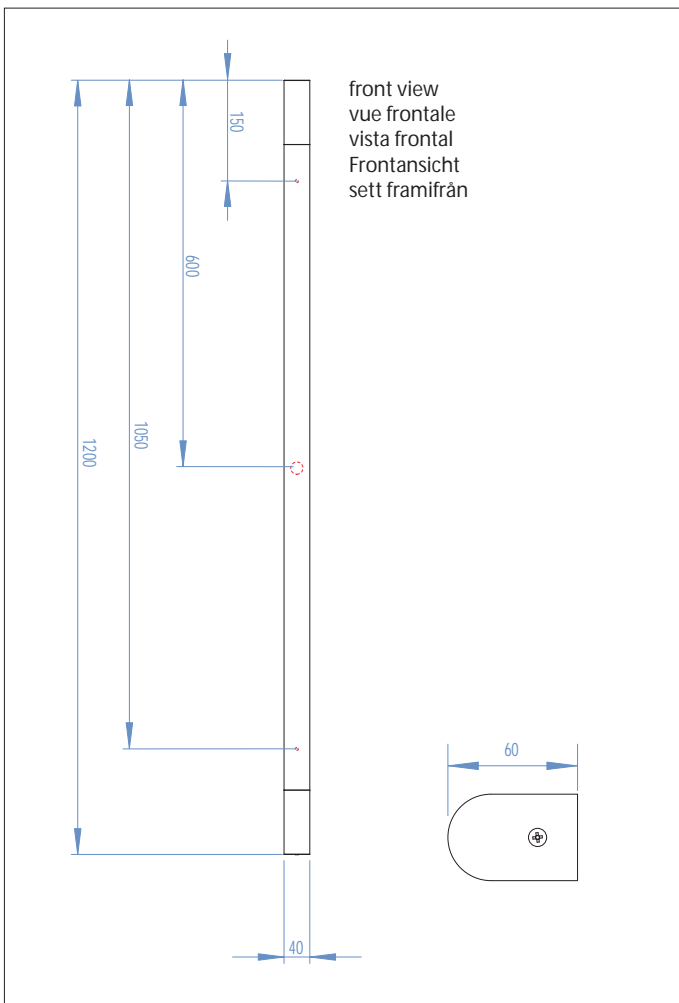 front view
vue frontale
vista frontal
Frontansicht
sett framifrån
150
600
1050
1200
60
40